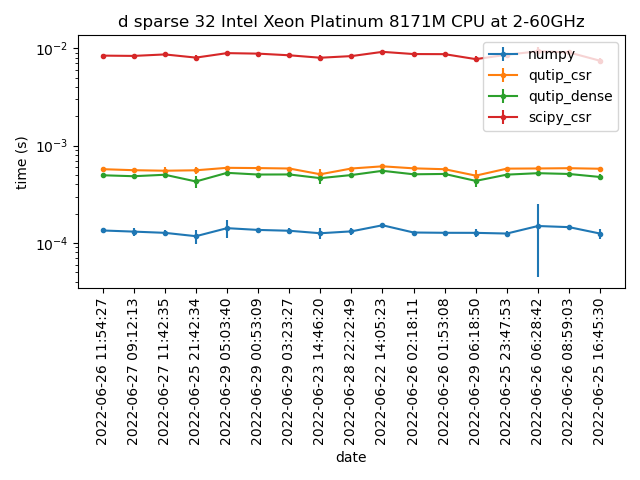 d sparse 32 Intel Xeon Platinum 8171M CPU at 2-60GHz
numpy
qutip_csr
qutip_dense
scipy_csr
time (s)
10⁻²
10⁻³
10⁻⁴
2022-06-26 11:54:27
2022-06-27 09:12:13
2022-06-27 11:42:35
2022-06-25 21:42:34
2022-06-29 05:03:40
2022-06-29 00:53:09
2022-06-29 03:23:27
2022-06-23 14:46:20
2022-06-28 22:22:49
2022-06-22 14:05:23
2022-06-26 02:18:11
2022-06-26 01:53:08
2022-06-29 06:18:50
2022-06-25 23:47:53
2022-06-26 06:28:42
2022-06-26 08:59:03
2022-06-25 16:45:30
date